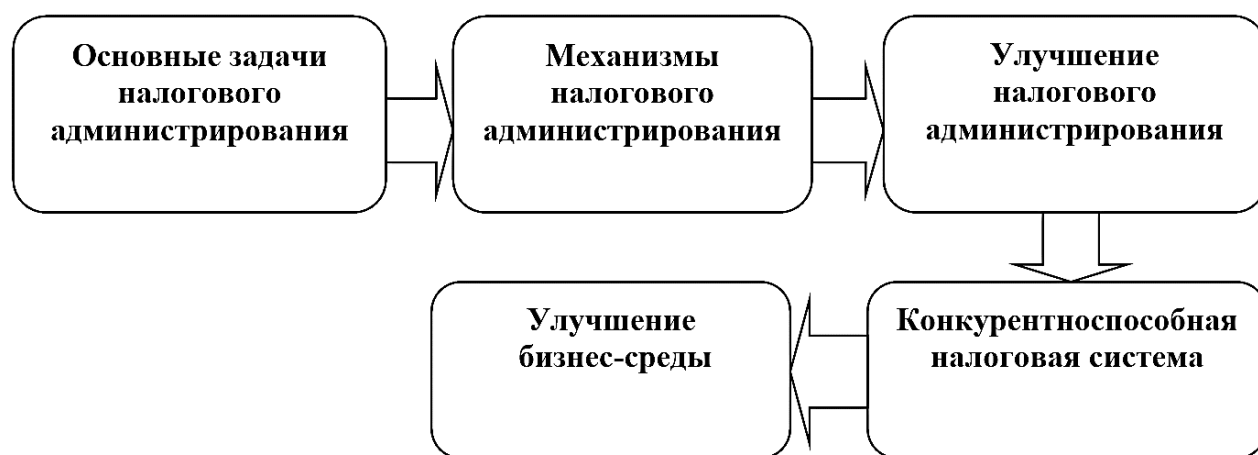 Основные задачи
налогового
администрирования
Механизмы
налогового
администрирования
Улучшение
налогового
администрирования
Конкурентноспособная
налоговая система
Улучшение
бизнес-среды